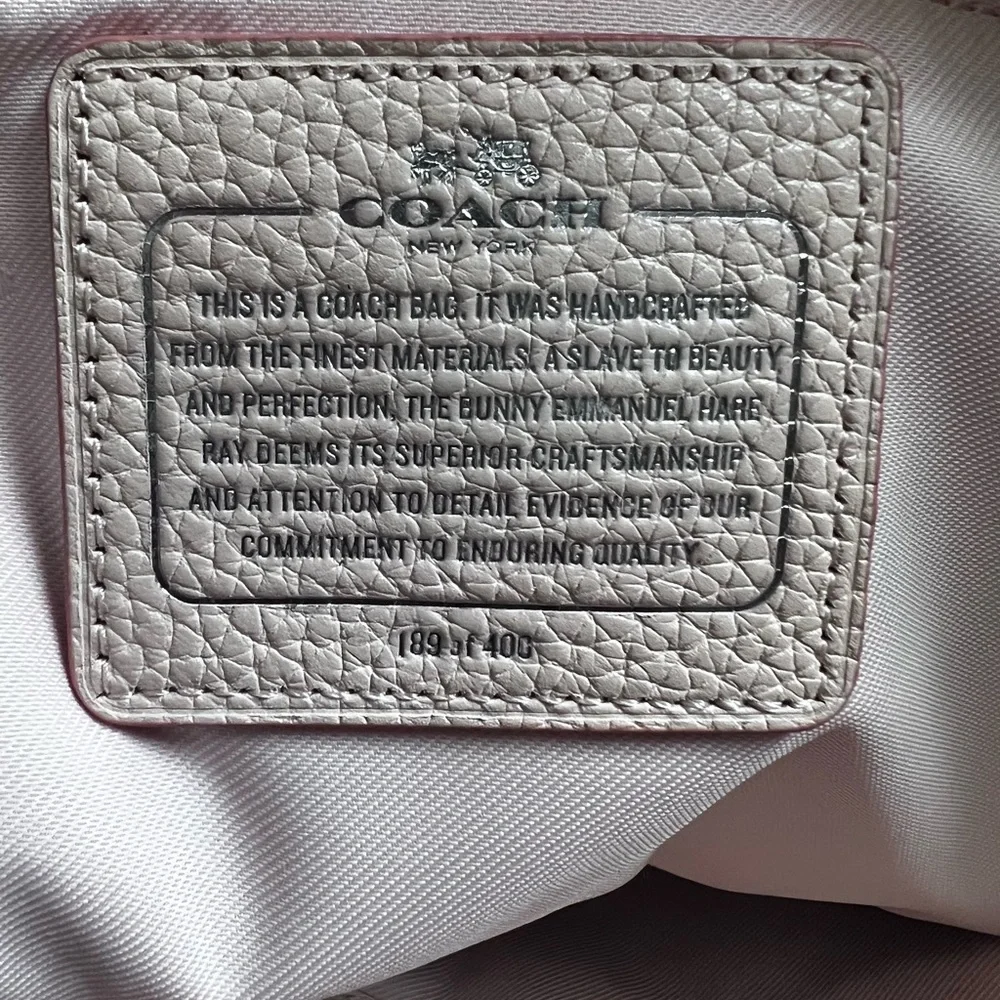 COACH
NEW YORK
THIS IS A COACH BAG. IT WAS HANDCRAFTED
FROM THE FINEST MATERIALS. A SLAVE TO BEAUTY
AND PERFECTION, THE BUNNY EMMANUEL HARE
RAY DEEMS ITS SUPERIOR CRAFTSMANSHIP
AND ATTENTION TO DETAIL EVIDENCE OF OUR
COMMITMENT TO ENDURING QUALITY
189 of 400